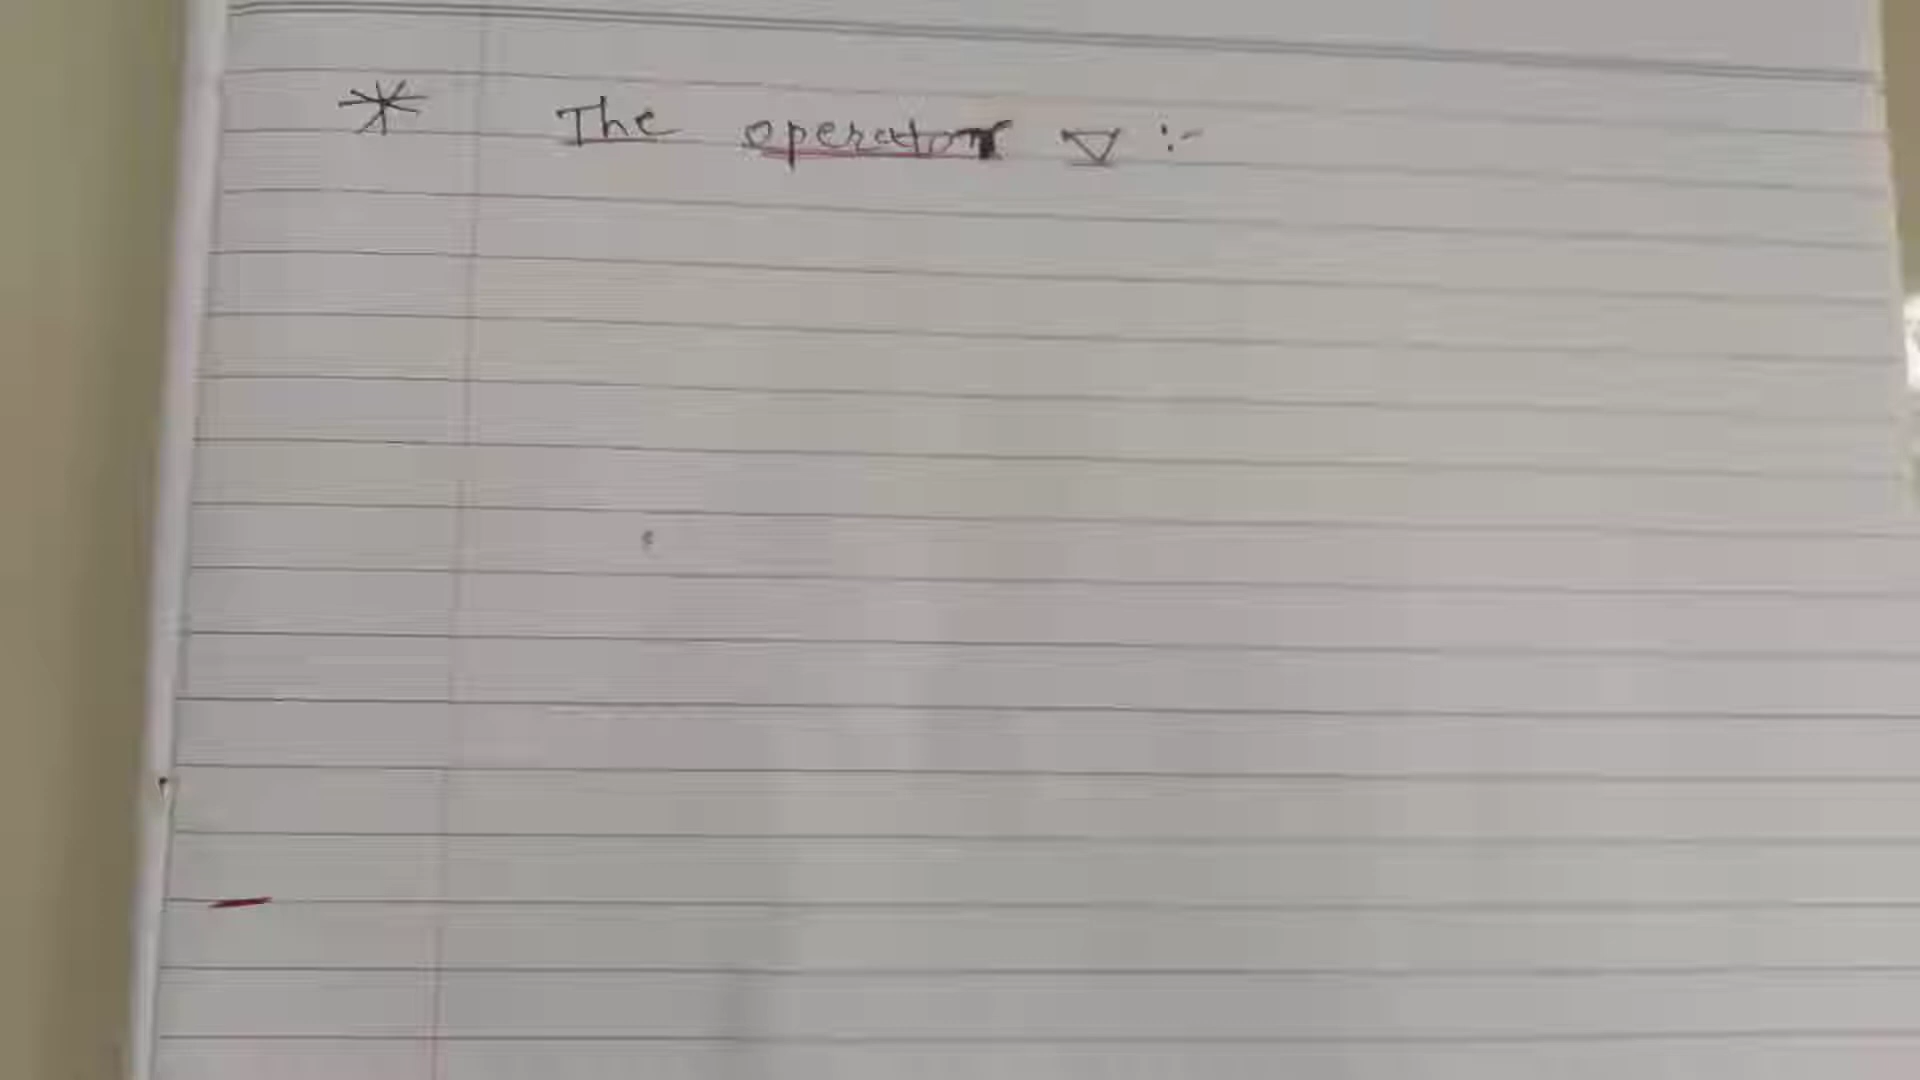 * The operator ∇ :-